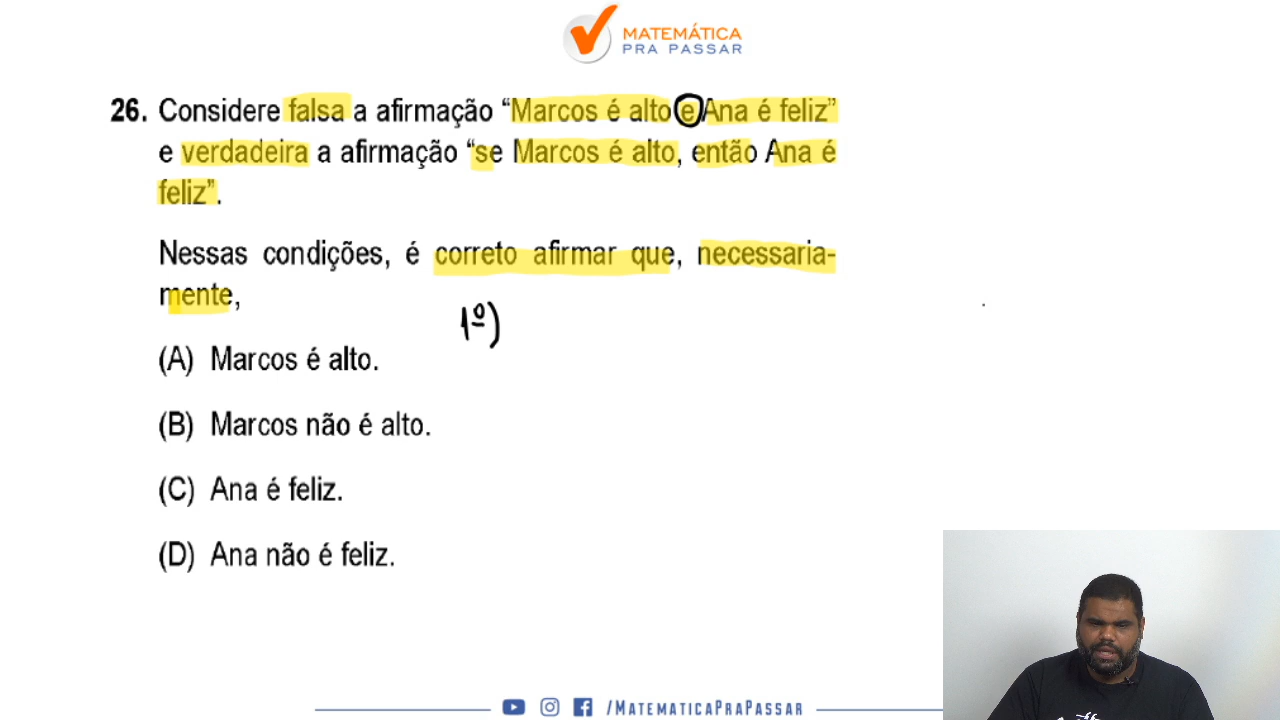 MATEMÁTICA
PRA PASSAR
26. Considere falsa a afirmação “Marcos é alto e Ana é feliz”
e verdadeira a afirmação “se Marcos é alto, então Ana é
feliz”.
Nessas condições, é correto afirmar que, necessaria-
mente,
1º)
(A) Marcos é alto.
(B) Marcos não é alto.
(C) Ana é feliz.
(D) Ana não é feliz.
/MATEMATICAPRAPASSAR